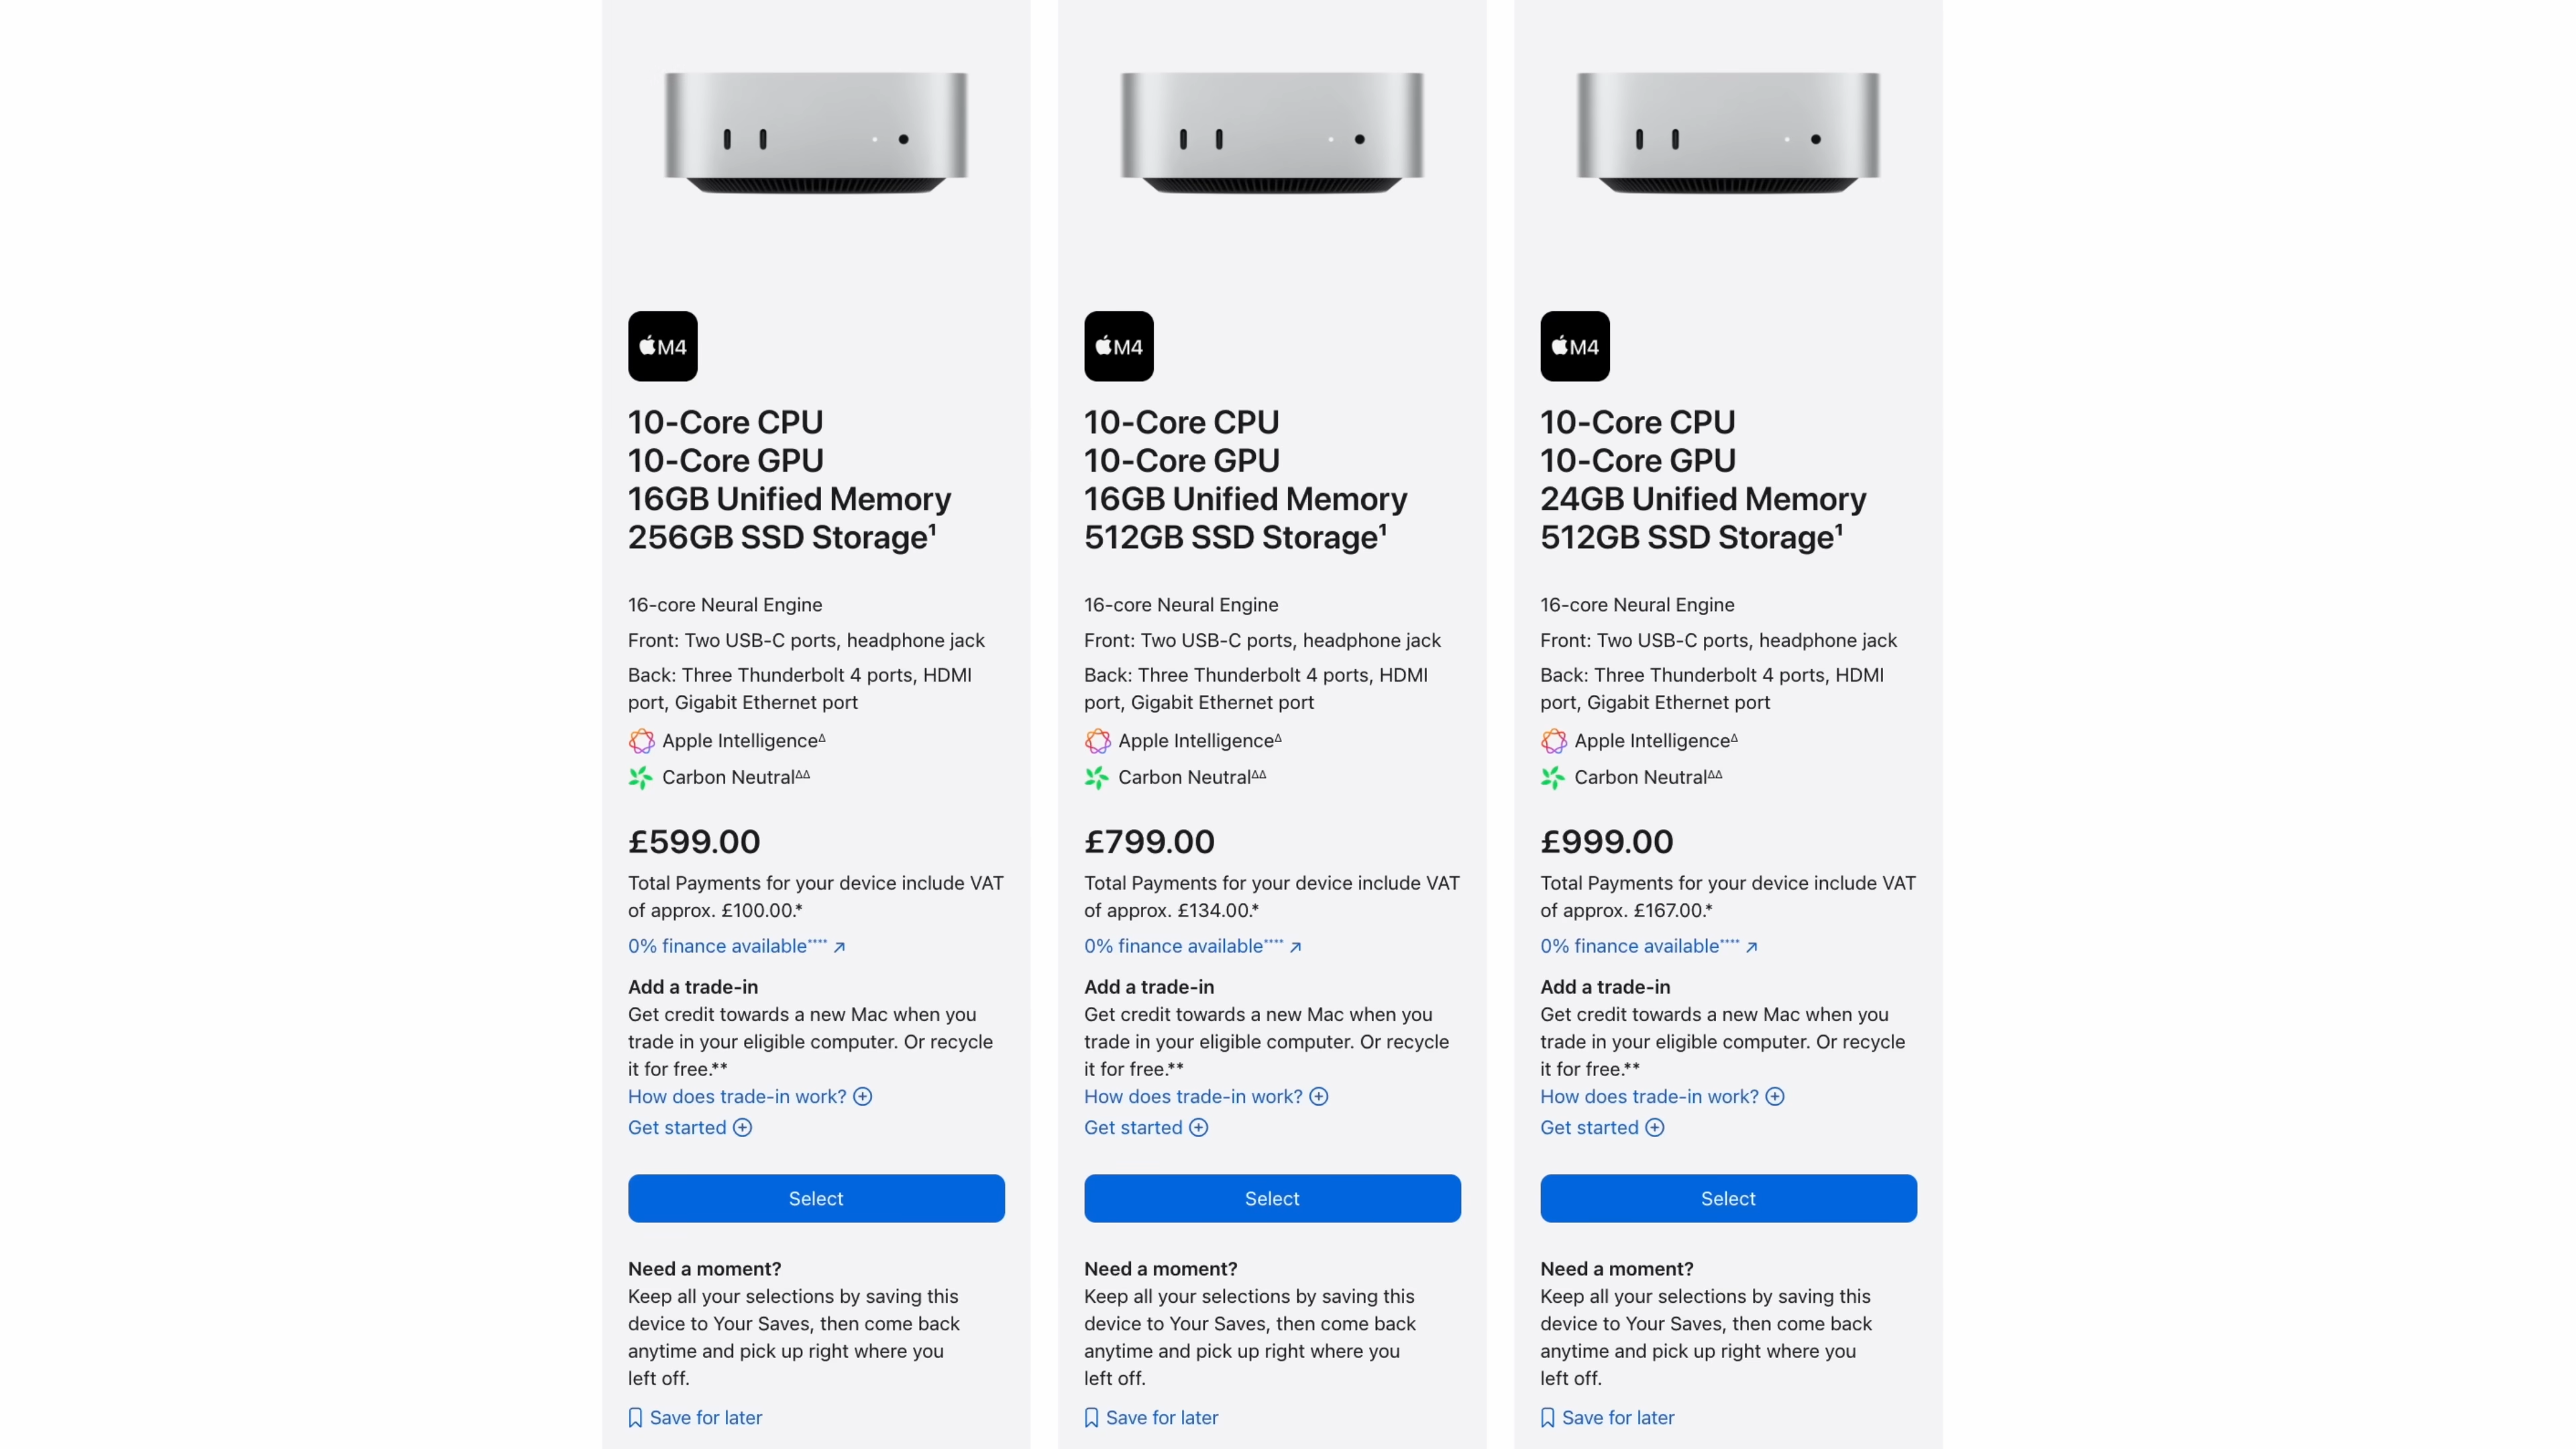 M4
10-Core CPU
10-Core GPU
16GB Unified Memory
256GB SSD Storage¹
16-core Neural Engine
Front: Two USB-C ports, headphone jack
Back: Three Thunderbolt 4 ports, HDMI
port, Gigabit Ethernet port
Apple Intelligence∆
Carbon Neutral∆∆
£599.00
Total Payments for your device include VAT
of approx. £100.00.*
0% finance available**** ↗
Add a trade-in
Get credit towards a new Mac when you
trade in your eligible computer. Or recycle
it for free.**
How does trade-in work? ⊕
Get started ⊕
Select
Need a moment?
Keep all your selections by saving this
device to Your Saves, then come back
anytime and pick up right where you
left off.
Save for later
M4
10-Core CPU
10-Core GPU
16GB Unified Memory
512GB SSD Storage¹
16-core Neural Engine
Front: Two USB-C ports, headphone jack
Back: Three Thunderbolt 4 ports, HDMI
port, Gigabit Ethernet port
Apple Intelligence∆
Carbon Neutral∆∆
£799.00
Total Payments for your device include VAT
of approx. £134.00.*
0% finance available**** ↗
Add a trade-in
Get credit towards a new Mac when you
trade in your eligible computer. Or recycle
it for free.**
How does trade-in work? ⊕
Get started ⊕
Select
Need a moment?
Keep all your selections by saving this
device to Your Saves, then come back
anytime and pick up right where you
left off.
Save for later
M4
10-Core CPU
10-Core GPU
24GB Unified Memory
512GB SSD Storage¹
16-core Neural Engine
Front: Two USB-C ports, headphone jack
Back: Three Thunderbolt 4 ports, HDMI
port, Gigabit Ethernet port
Apple Intelligence∆
Carbon Neutral∆∆
£999.00
Total Payments for your device include VAT
of approx. £167.00.*
0% finance available**** ↗
Add a trade-in
Get credit towards a new Mac when you
trade in your eligible computer. Or recycle
it for free.**
How does trade-in work? ⊕
Get started ⊕
Select
Need a moment?
Keep all your selections by saving this
device to Your Saves, then come back
anytime and pick up right where you
left off.
Save for later